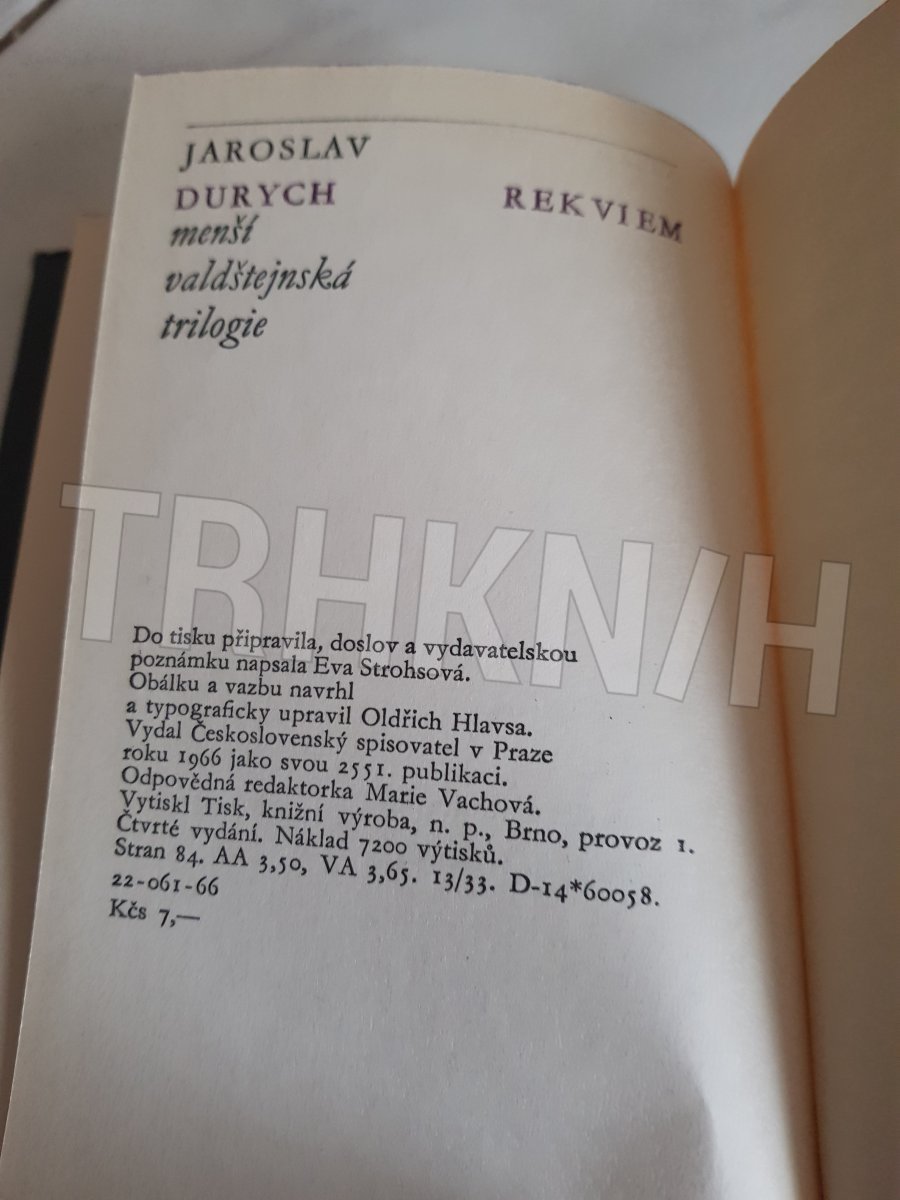 JAROSLAV
DURYCH REKVIEM
menší
valdštejnská
trilogie
TRHKNIH
Do tisku připravila, doslov a vydavatelskou
poznámku napsala Eva Strohsová.
Obálku a vazbu navrhl
a typograficky upravil Oldřich Hlavsa.
Vydal Československý spisovatel v Praze
roku 1966 jako svou 2551. publikaci.
Odpovědná redaktorka Marie Vachová.
Vytiskl Tisk, knižní výroba, n. p., Brno, provoz 1.
Čtvrté vydání. Náklad 7200 výtisků.
Stran 84. AA 3,50, VA 3,65. 13/33. D-14*60058.
22-061-66
Kčs 7,—